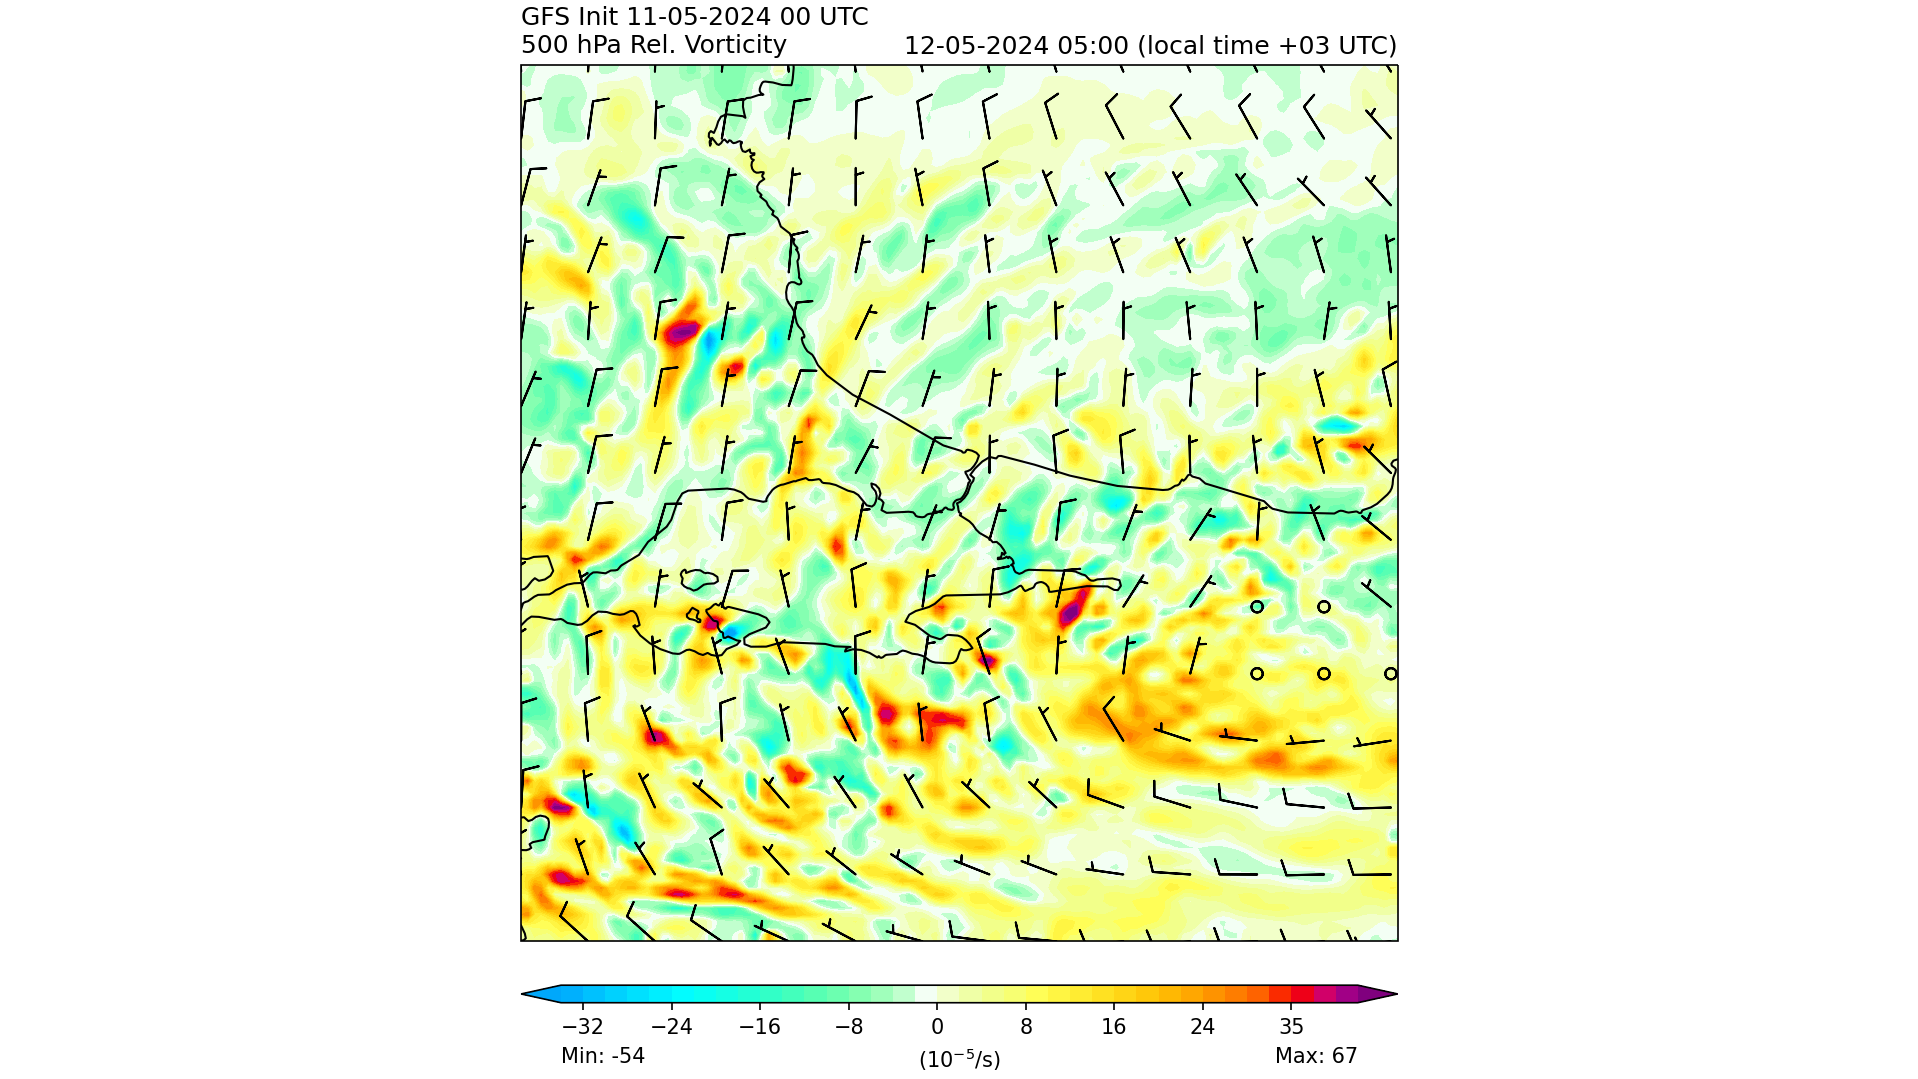 GFS Init 11-05-2024 00 UTC
500 hPa Rel. Vorticity
12-05-2024 05:00 (local time +03 UTC)
−32 −24 −16 −8 0 8 16 24 35
Min: -54 (10⁻⁵/s) Max: 67